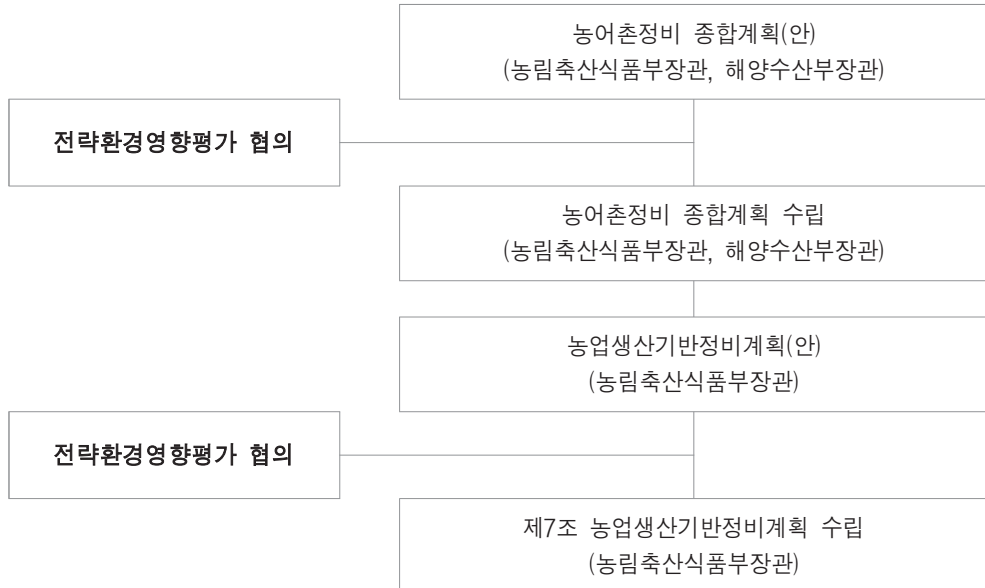 농어촌정비 종합계획(안)
(농림축산식품부장관, 해양수산부장관)
전략환경영향평가 협의
농어촌정비 종합계획 수립
(농림축산식품부장관, 해양수산부장관)
농업생산기반정비계획(안)
(농림축산식품부장관)
전략환경영향평가 협의
제7조 농업생산기반정비계획 수립
(농림축산식품부장관)